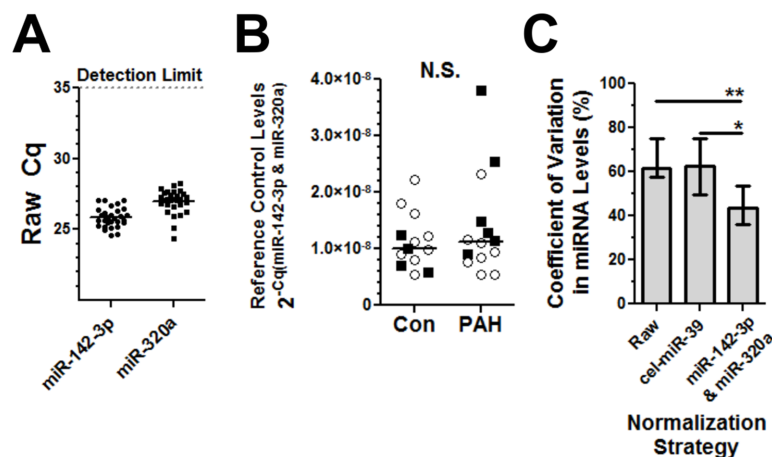 A
Detection Limit
35
30
25
Raw Cq
miR-142-3p
miR-320a
B
N.S.
4.0×10-8
3.0×10-8
2.0×10-8
1.0×10-8
0
Reference Control Levels
2-Cq(miR-142-3p & miR-320a)
Con
PAH
C
**
*
100
80
60
40
20
0
Coefficient of Variation
in miRNA Levels (%)
Raw
cel-miR-39
miR-142-3p
& miR-320a
Normalization
Strategy